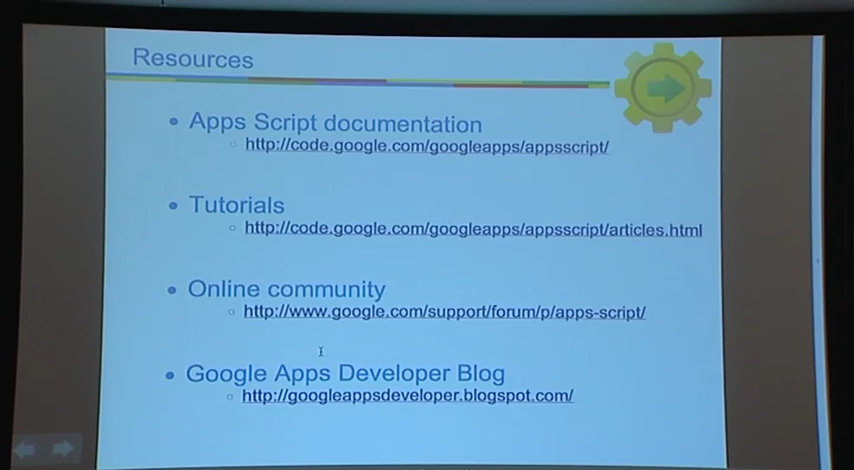 Resources
Apps Script documentation
http://code.google.com/googleapps/appsscript/
Tutorials
http://code.google.com/googleapps/appsscript/articles.html
Online community
http://www.google.com/support/forum/p/apps-script/
Google Apps Developer Blog
http://googleappsdeveloper.blogspot.com/